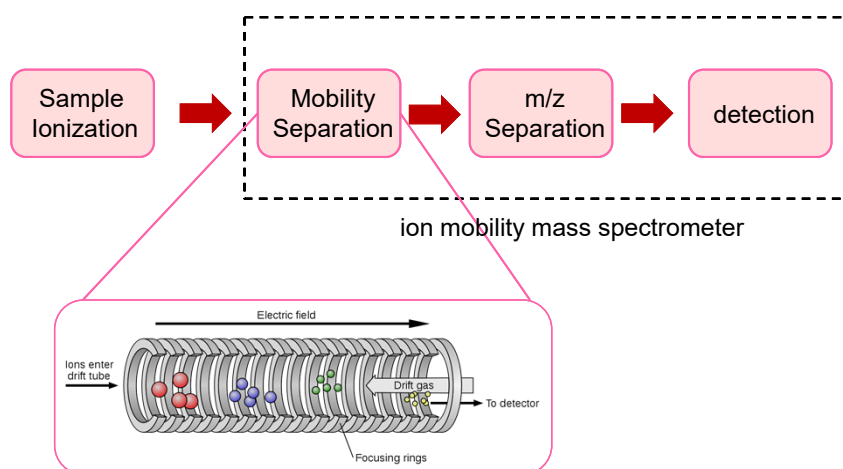 Sample
Ionization
Mobility
Separation
m/z
Separation
detection
ion mobility mass spectrometer
Electric field
Ions enter
drift tube
Drift gas
To detector
Focusing rings